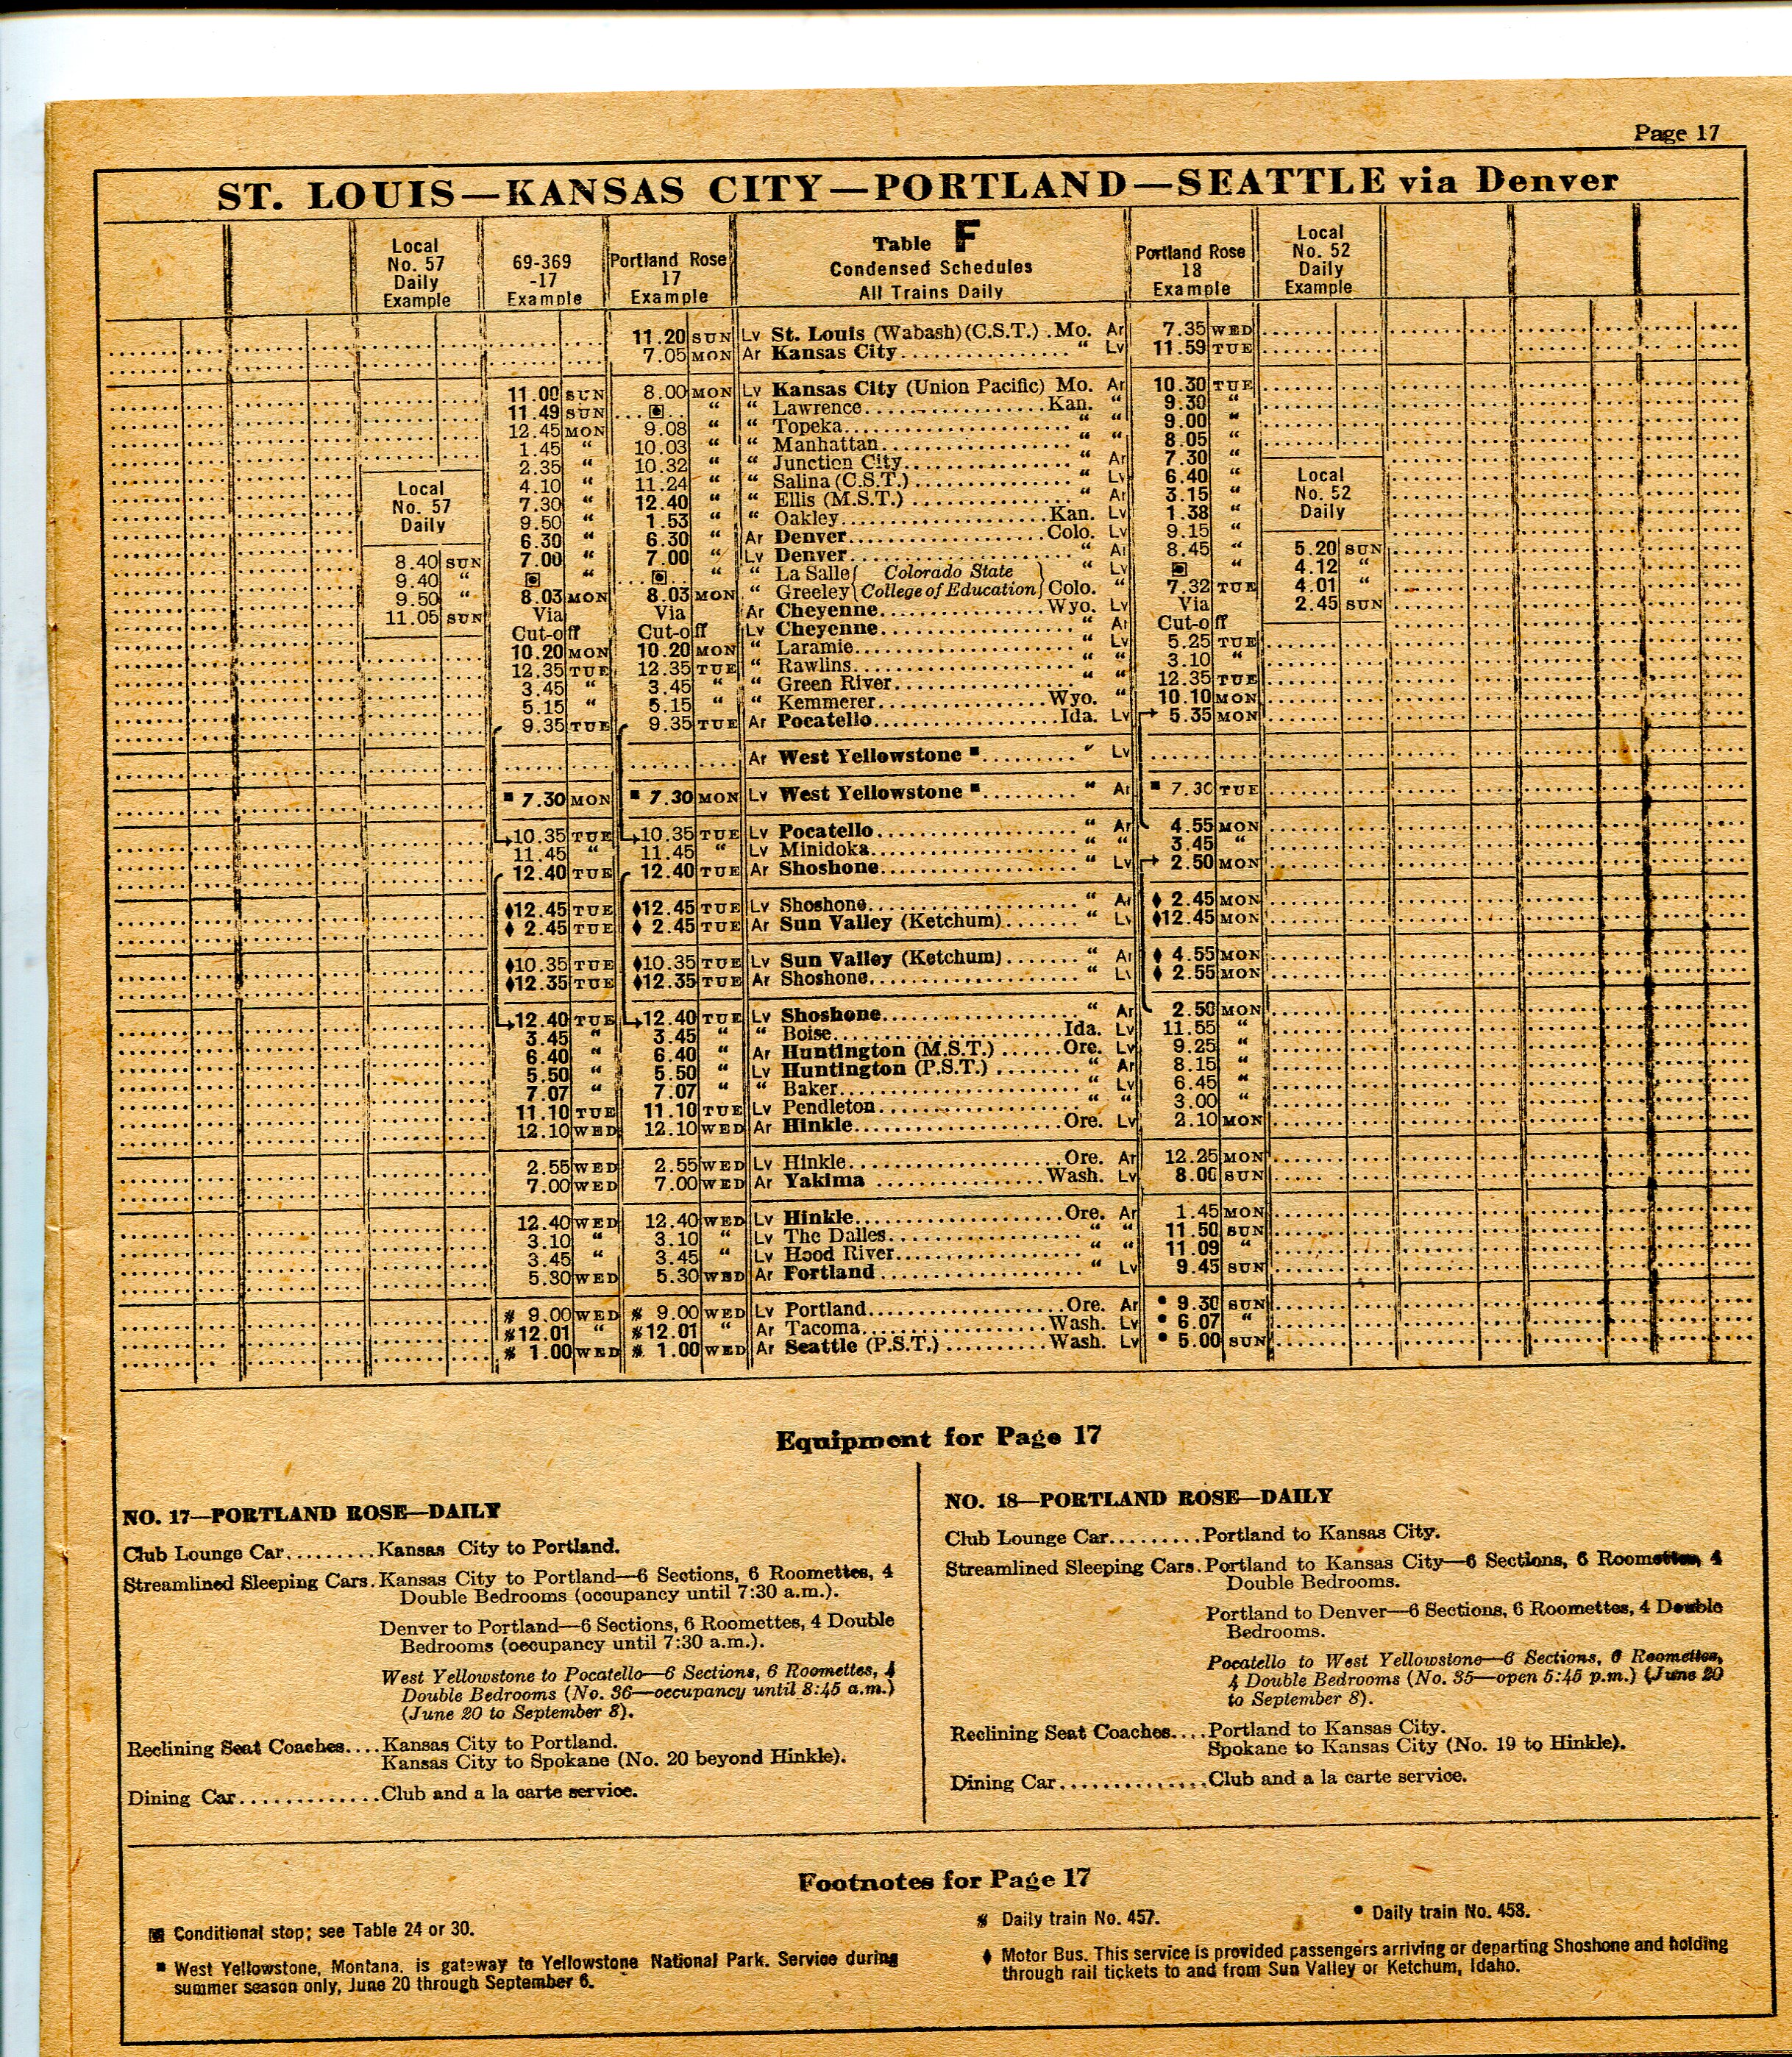 Page 17
ST. LOUIS—KANSAS CITY—PORTLAND—SEATTLE via Denver
Local No. 57 Daily Example | 69-369 -17 Example | Portland Rose 17 Example | Table F Condensed Schedules All Trains Daily | Portland Rose 18 Example | Local No. 52 Daily Example
11.20 SUN Lv St. Louis (Wabash) (C.S.T.) . Mo. Ar 7.35 WED
7.05 MON Ar Kansas City " Lv 11.59 TUE
11.00 SUN 8.00 MON Lv Kansas City (Union Pacific) Mo. Ar 10.30 TUE
11.49 SUN ▣ " " Lawrence Kan. " 9.30 "
12.45 MON 9.08 " " Topeka " " 9.00 "
1.45 " 10.03 " " Manhattan " " 8.05 "
2.35 " 10.32 " " Junction City " Ar 7.30 "
4.10 " 11.24 " " Salina (C.S.T.) " Lv 6.40 "
7.30 " 12.40 " " Ellis (M.S.T.) " Ar 3.15 "
9.50 " 1.53 " " Oakley Kan. Lv 1.38 "
6.30 " 6.30 " Ar Denver Colo. Lv 9.15 "
Local No. 57 Daily | Local No. 52 Daily
8.40 SUN 7.00 " 7.00 " Lv Denver " Ar 8.45 " 5.20 SUN
9.40 " ▣ " ▣ " " La Salle { Colorado State } " Lv ▣ " 4.12 "
9.50 " 8.03 MON 8.03 MON " Greeley { College of Education } Colo. " 7.32 TUE 4.01 "
11.05 SUN Via Via Ar Cheyenne Wyo. Lv Via 2.45 SUN
Cut-off Cut-off Lv Cheyenne " Ar Cut-off
10.20 MON 10.20 MON " Laramie " Lv 5.25 TUE
12.35 TUE 12.35 TUE " Rawlins " " 3.10 "
3.45 " 3.45 " " Green River " " 12.35 TUE
5.15 " 5.15 " " Kemmerer Wyo. " 10.10 MON
9.35 TUE 9.35 TUE Ar Pocatello Ida. Lv 5.35 MON
Ar West Yellowstone ■ " Lv
■ 7.30 MON ■ 7.30 MON Lv West Yellowstone ■ " Ar ■ 7.30 TUE
10.35 TUE 10.35 TUE Lv Pocatello " Ar 4.55 MON
11.45 " 11.45 " Lv Minidoka " " 3.45 "
12.40 TUE 12.40 TUE Ar Shoshone " Lv 2.50 MON
♦12.45 TUE ♦12.45 TUE Lv Shoshone " Ar ♦ 2.45 MON
♦ 2.45 TUE ♦ 2.45 TUE Ar Sun Valley (Ketchum) " Lv ♦12.45 MON
♦10.35 TUE ♦10.35 TUE Lv Sun Valley (Ketchum) " Ar ♦ 4.55 MON
♦12.35 TUE ♦12.35 TUE Ar Shoshone " Lv ♦ 2.55 MON
12.40 TUE 12.40 TUE Lv Shoshone " Ar 2.50 MON
3.45 " 3.45 " " Boise Ida. Lv 11.55 "
6.40 " 6.40 " Ar Huntington (M.S.T.) Ore. Lv 9.25 "
5.50 " 5.50 " Lv Huntington (P.S.T.) " Ar 8.15 "
7.07 " 7.07 " " Baker " Lv 6.45 "
11.10 TUE 11.10 TUE Lv Pendleton " " 3.00 "
12.10 WED 12.10 WED Ar Hinkle Ore. Lv 2.10 MON
2.55 WED 2.55 WED Lv Hinkle Ore. Ar 12.25 MON
7.00 WED 7.00 WED Ar Yakima Wash. Lv 8.00 SUN
12.40 WED 12.40 WED Lv Hinkle Ore. Ar 1.45 MON
3.10 " 3.10 " Lv The Dalles " " 11.50 SUN
3.45 " 3.45 " Lv Hood River " " 11.09 "
5.30 WED 5.30 WED Ar Portland " Lv 9.45 SUN
※ 9.00 WED ※ 9.00 WED Lv Portland Ore. Ar • 9.30 SUN
※12.01 " ※12.01 " Ar Tacoma Wash. Lv • 6.07 "
※ 1.00 WED ※ 1.00 WED Ar Seattle (P.S.T.) Wash. Lv • 5.00 SUN
Equipment for Page 17
NO. 17—PORTLAND ROSE—DAILY
Club Lounge Car.........Kansas City to Portland.
Streamlined Sleeping Cars.Kansas City to Portland—6 Sections, 6 Roomettes, 4
Double Bedrooms (occupancy until 7:30 a.m.).
Denver to Portland—6 Sections, 6 Roomettes, 4 Double
Bedrooms (occupancy until 7:30 a.m.).
West Yellowstone to Pocatello—6 Sections, 6 Roomettes, 4
Double Bedrooms (No. 36—occupancy until 8:45 a.m.)
(June 20 to September 8).
Reclining Seat Coaches....Kansas City to Portland.
Kansas City to Spokane (No. 20 beyond Hinkle).
Dining Car..............Club and a la carte service.
NO. 18—PORTLAND ROSE—DAILY
Club Lounge Car.........Portland to Kansas City.
Streamlined Sleeping Cars.Portland to Kansas City—6 Sections, 6 Roomettes, 4
Double Bedrooms.
Portland to Denver—6 Sections, 6 Roomettes, 4 Double
Bedrooms.
Pocatello to West Yellowstone—6 Sections, 6 Roomettes,
4 Double Bedrooms (No. 35—open 5:45 p.m.) (June 20
to September 8).
Reclining Seat Coaches....Portland to Kansas City.
Spokane to Kansas City (No. 19 to Hinkle).
Dining Car...............Club and a la carte service.
Footnotes for Page 17
▣ Conditional stop; see Table 24 or 30.
■ West Yellowstone, Montana, is gateway to Yellowstone National Park. Service during
summer season only, June 20 through September 6.
※ Daily train No. 457.
• Daily train No. 458.
♦ Motor Bus. This service is provided passengers arriving or departing Shoshone and holding
through rail tickets to and from Sun Valley or Ketchum, Idaho.